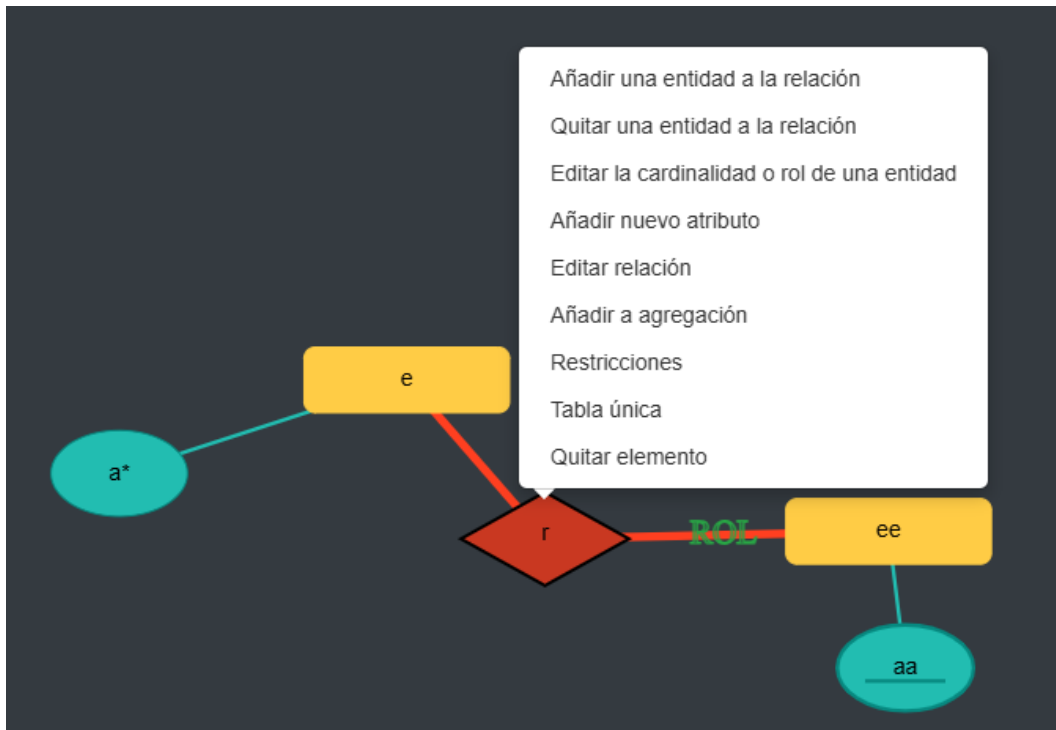 Añadir una entidad a la relación
Quitar una entidad a la relación
Editar la cardinalidad o rol de una entidad
Añadir nuevo atributo
Editar relación
Añadir a agregación
Restricciones
Tabla única
Quitar elemento
e
a*
r
ROL
ee
aa